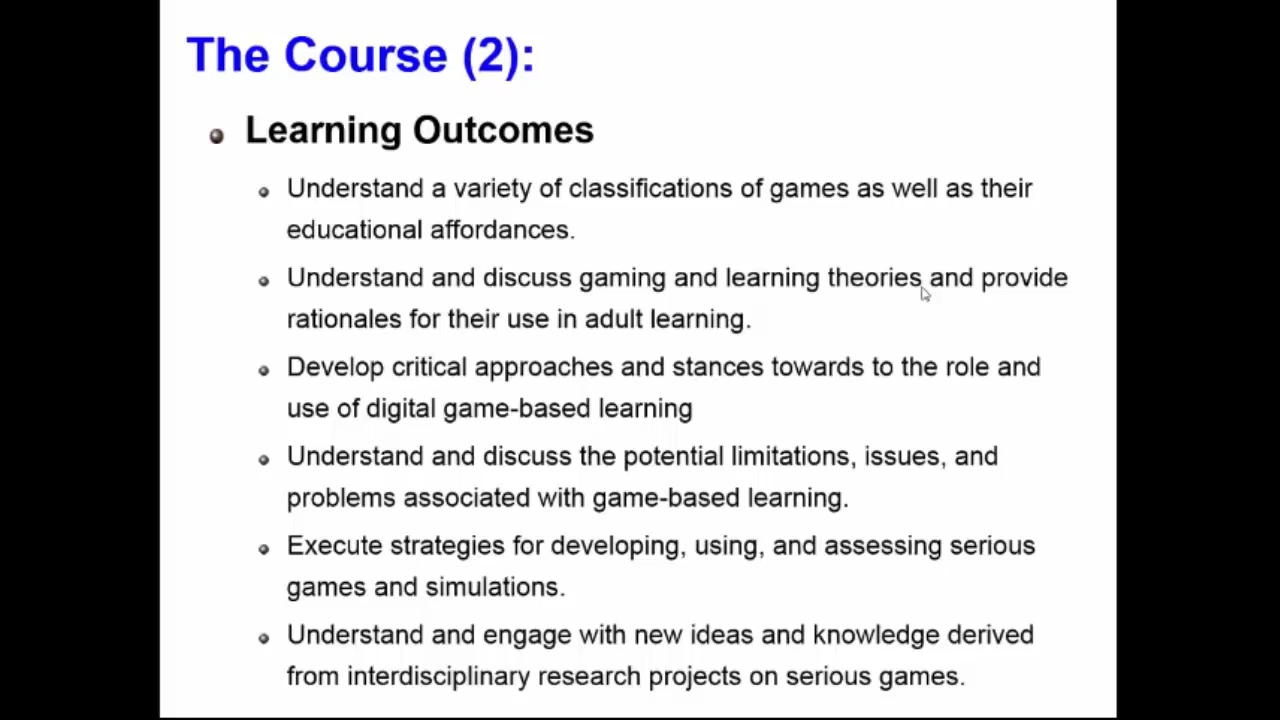 The Course (2):
Learning Outcomes
Understand a variety of classifications of games as well as their
educational affordances.
Understand and discuss gaming and learning theories and provide
rationales for their use in adult learning.
Develop critical approaches and stances towards to the role and
use of digital game-based learning
Understand and discuss the potential limitations, issues, and
problems associated with game-based learning.
Execute strategies for developing, using, and assessing serious
games and simulations.
Understand and engage with new ideas and knowledge derived
from interdisciplinary research projects on serious games.